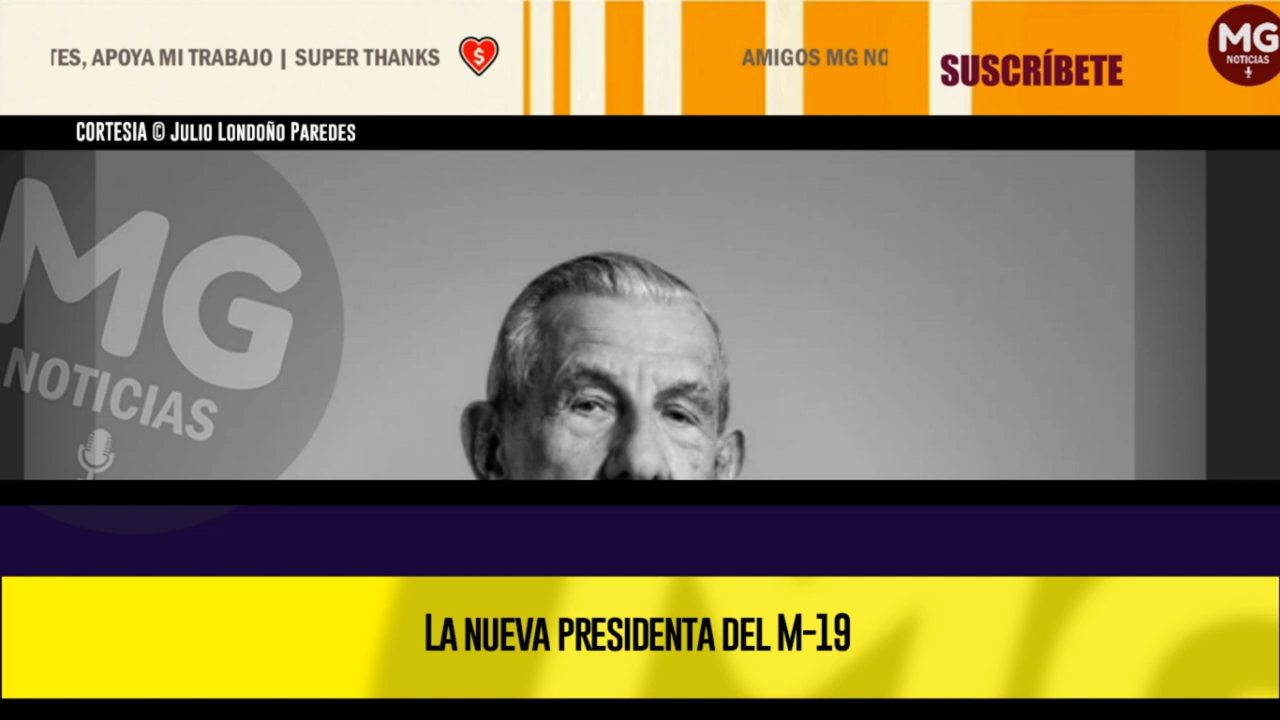 TES, APOYA MI TRABAJO | SUPER THANKS
AMIGOS MG NO
SUSCRÍBETE
MG
NOTICIAS
CORTESIA © JULIO LONDOÑO PAREDES
MG
NOTICIAS
LA NUEVA PRESIDENTA DEL M-19